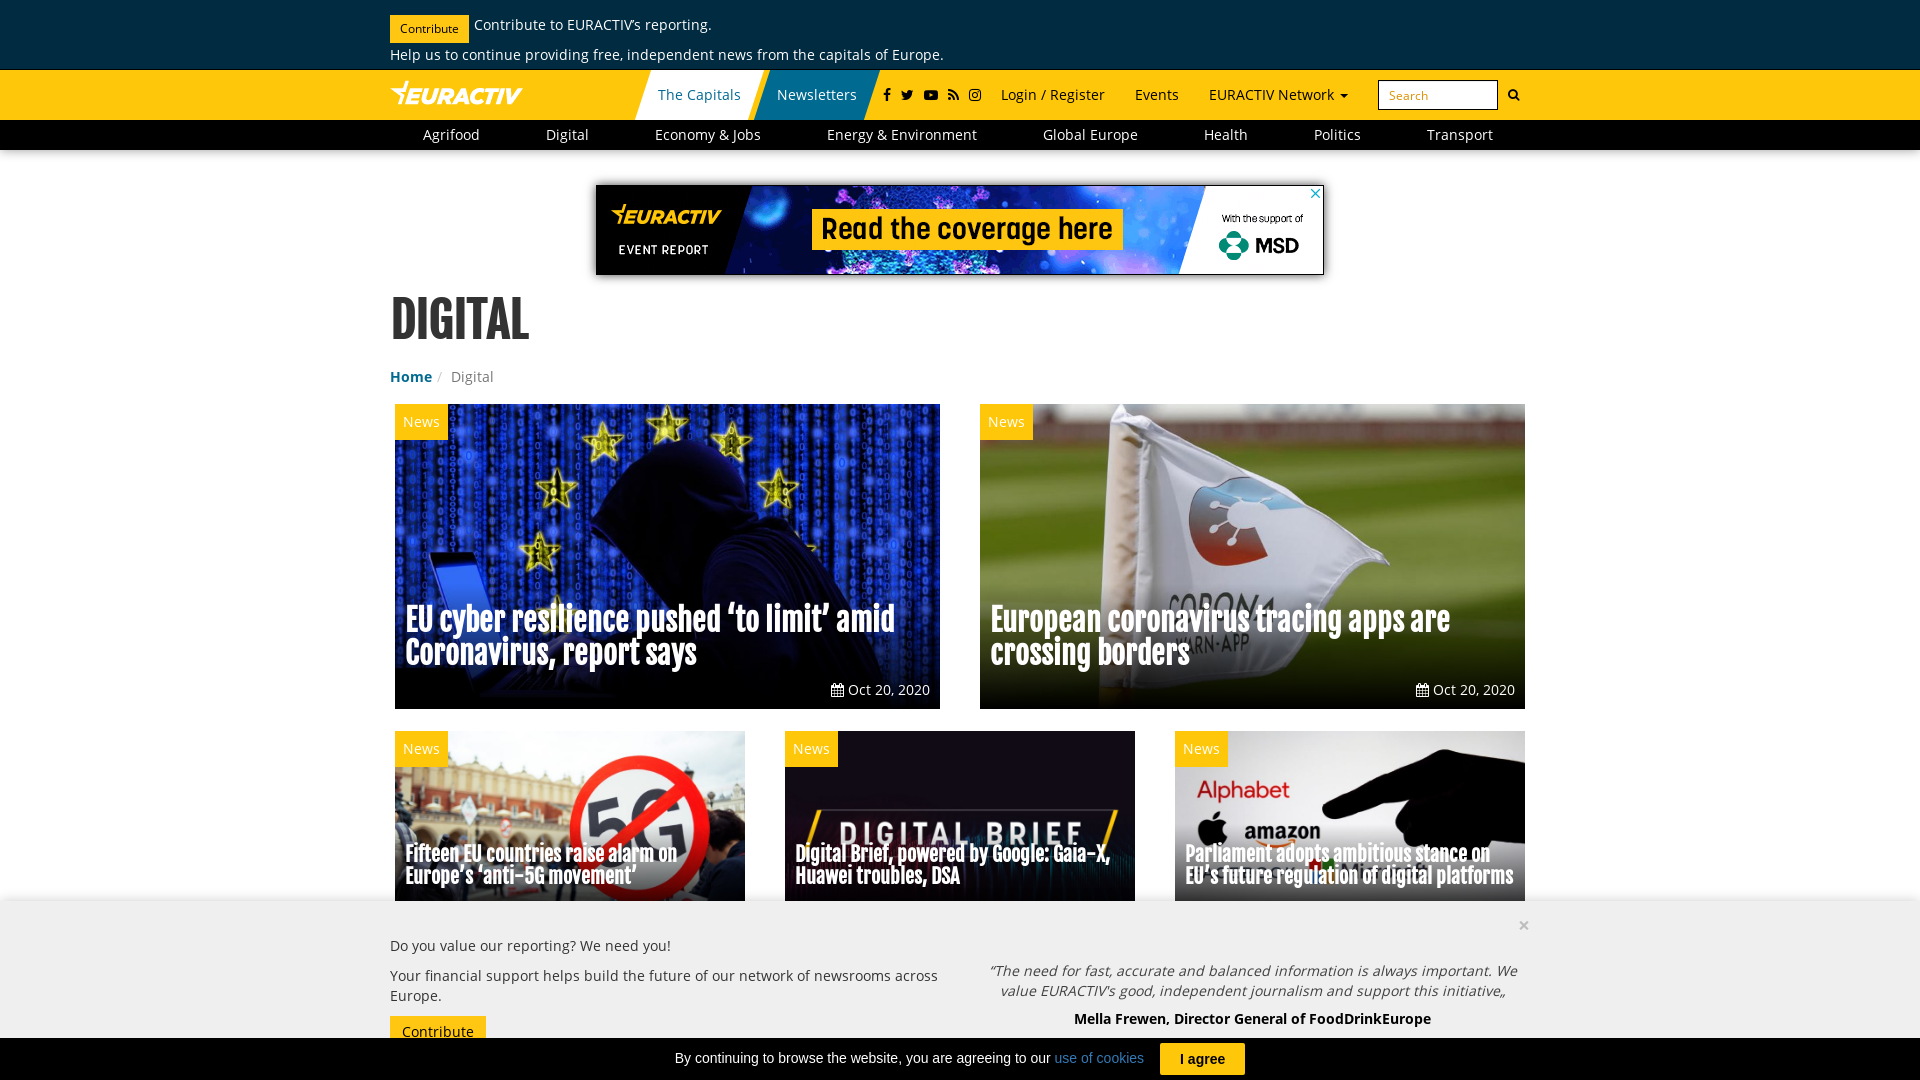 Contribute Contribute to EURACTIV's reporting.
Help us to continue providing free, independent news from the capitals of Europe.
EURACTIV The Capitals Newsletters Login / Register Events EURACTIV Network Search
Agrifood Digital Economy & Jobs Energy & Environment Global Europe Health Politics Transport
EURACTIV
EVENT REPORT
Read the coverage here
With the support of
MSD
DIGITAL
Home / Digital
News
EU cyber resilience pushed ‘to limit’ amid
Coronavirus, report says
Oct 20, 2020
News
CORONA
WARN-APP
European coronavirus tracing apps are
crossing borders
Oct 20, 2020
News
5G
Fifteen EU countries raise alarm on
Europe’s ‘anti-5G movement’
News
DIGITAL BRIEF
Digital Brief, powered by Google: Gaia-X,
Huawei troubles, DSA
News
Alphabet
amazon
Parliament adopts ambitious stance on
EU’s future regulation of digital platforms
×
Do you value our reporting? We need you!
Your financial support helps build the future of our network of newsrooms across
Europe.
Contribute
“The need for fast, accurate and balanced information is always important. We
value EURACTIV's good, independent journalism and support this initiative„
Mella Frewen, Director General of FoodDrinkEurope
By continuing to browse the website, you are agreeing to our use of cookies I agree